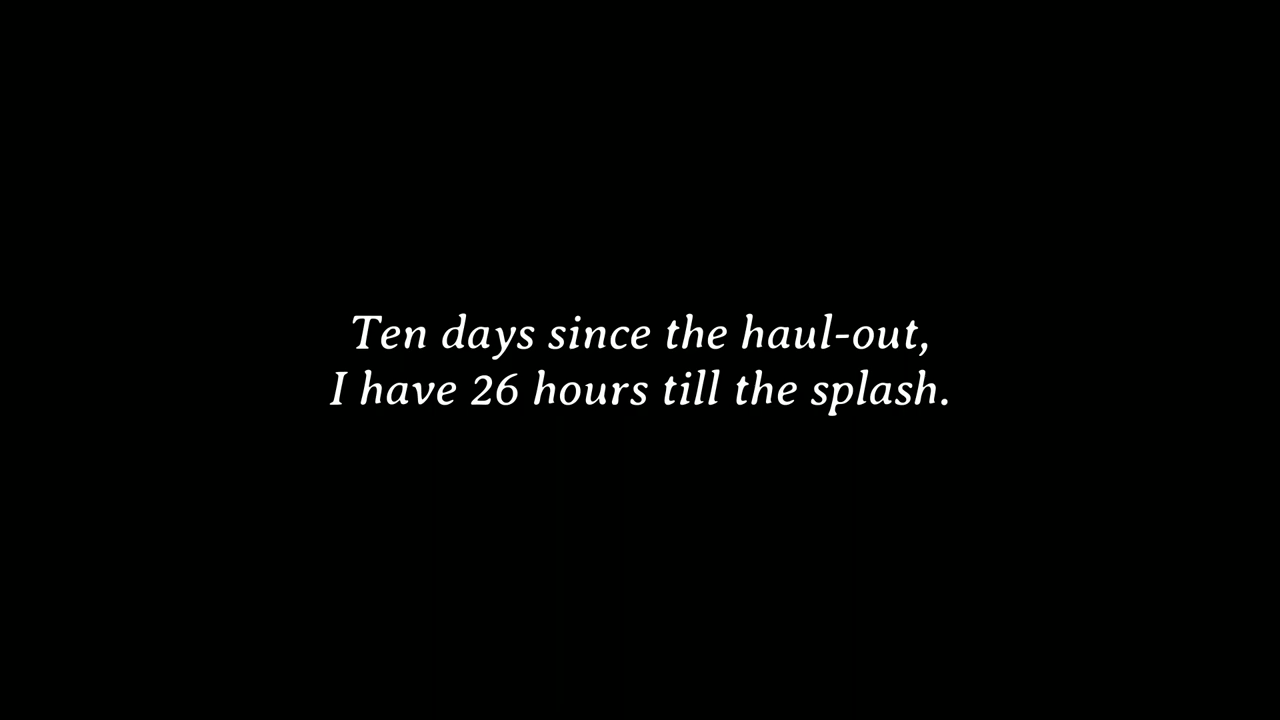 Ten days since the haul-out,
I have 26 hours till the splash.